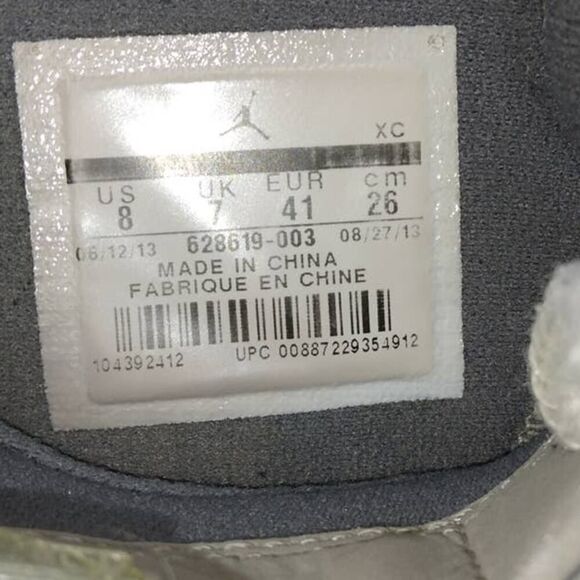 XC
US UK EUR cm
8 7 41 26
06/12/13 628619-003 08/27/13
MADE IN CHINA
FABRIQUE EN CHINE
104392412 UPC 00887229354912